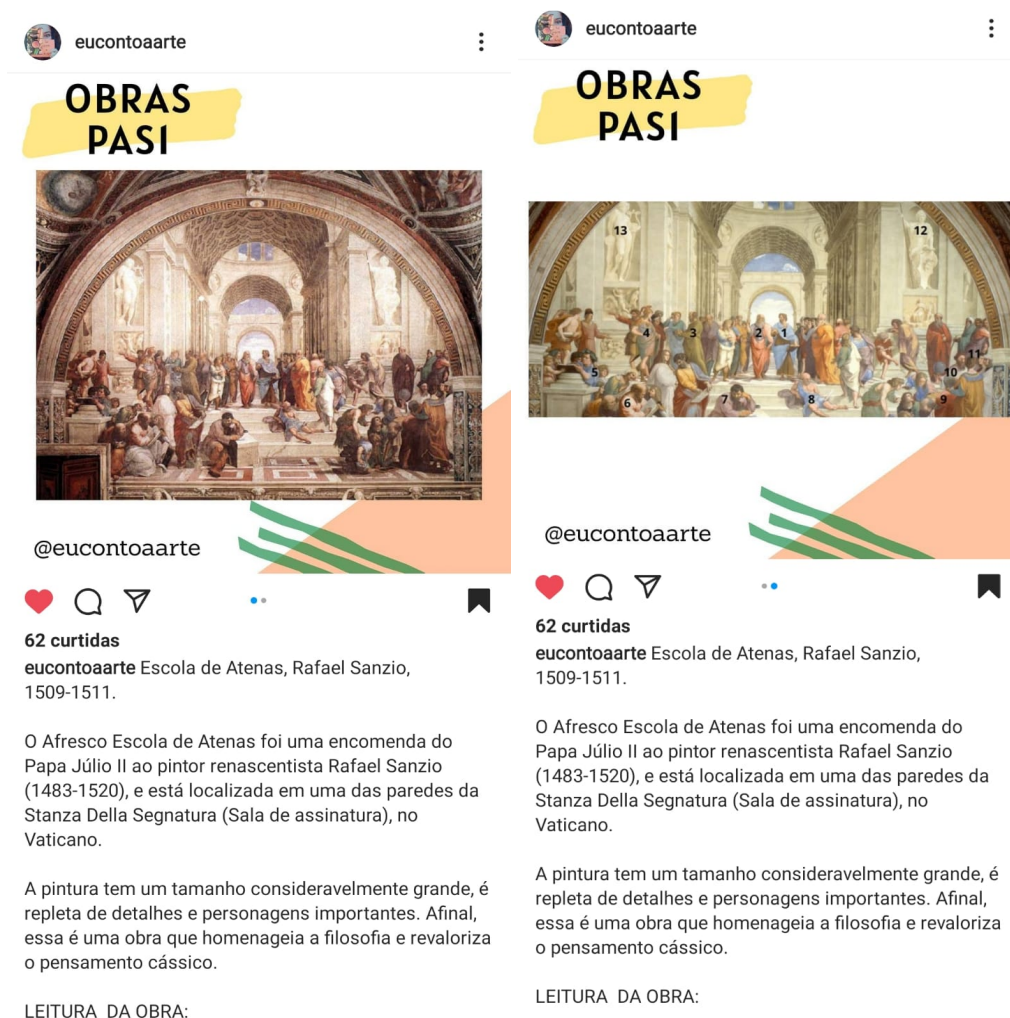 eucontoaarte
OBRAS
PAS1
@eucontoaarte
62 curtidas
eucontoaarte Escola de Atenas, Rafael Sanzio,
1509-1511.
O Afresco Escola de Atenas foi uma encomenda do
Papa Júlio II ao pintor renascentista Rafael Sanzio
(1483-1520), e está localizada em uma das paredes da
Stanza Della Segnatura (Sala de assinatura), no
Vaticano.
A pintura tem um tamanho consideravelmente grande, é
repleta de detalhes e personagens importantes. Afinal,
essa é uma obra que homenageia a filosofia e revaloriza
o pensamento cássico.
LEITURA DA OBRA:
eucontoaarte
OBRAS
PAS1
13
12
4
3
2
1
11
5
10
6
7
8
9
@eucontoaarte
62 curtidas
eucontoaarte Escola de Atenas, Rafael Sanzio,
1509-1511.
O Afresco Escola de Atenas foi uma encomenda do
Papa Júlio II ao pintor renascentista Rafael Sanzio
(1483-1520), e está localizada em uma das paredes da
Stanza Della Segnatura (Sala de assinatura), no
Vaticano.
A pintura tem um tamanho consideravelmente grande, é
repleta de detalhes e personagens importantes. Afinal,
essa é uma obra que homenageia a filosofia e revaloriza
o pensamento cássico.
LEITURA DA OBRA: